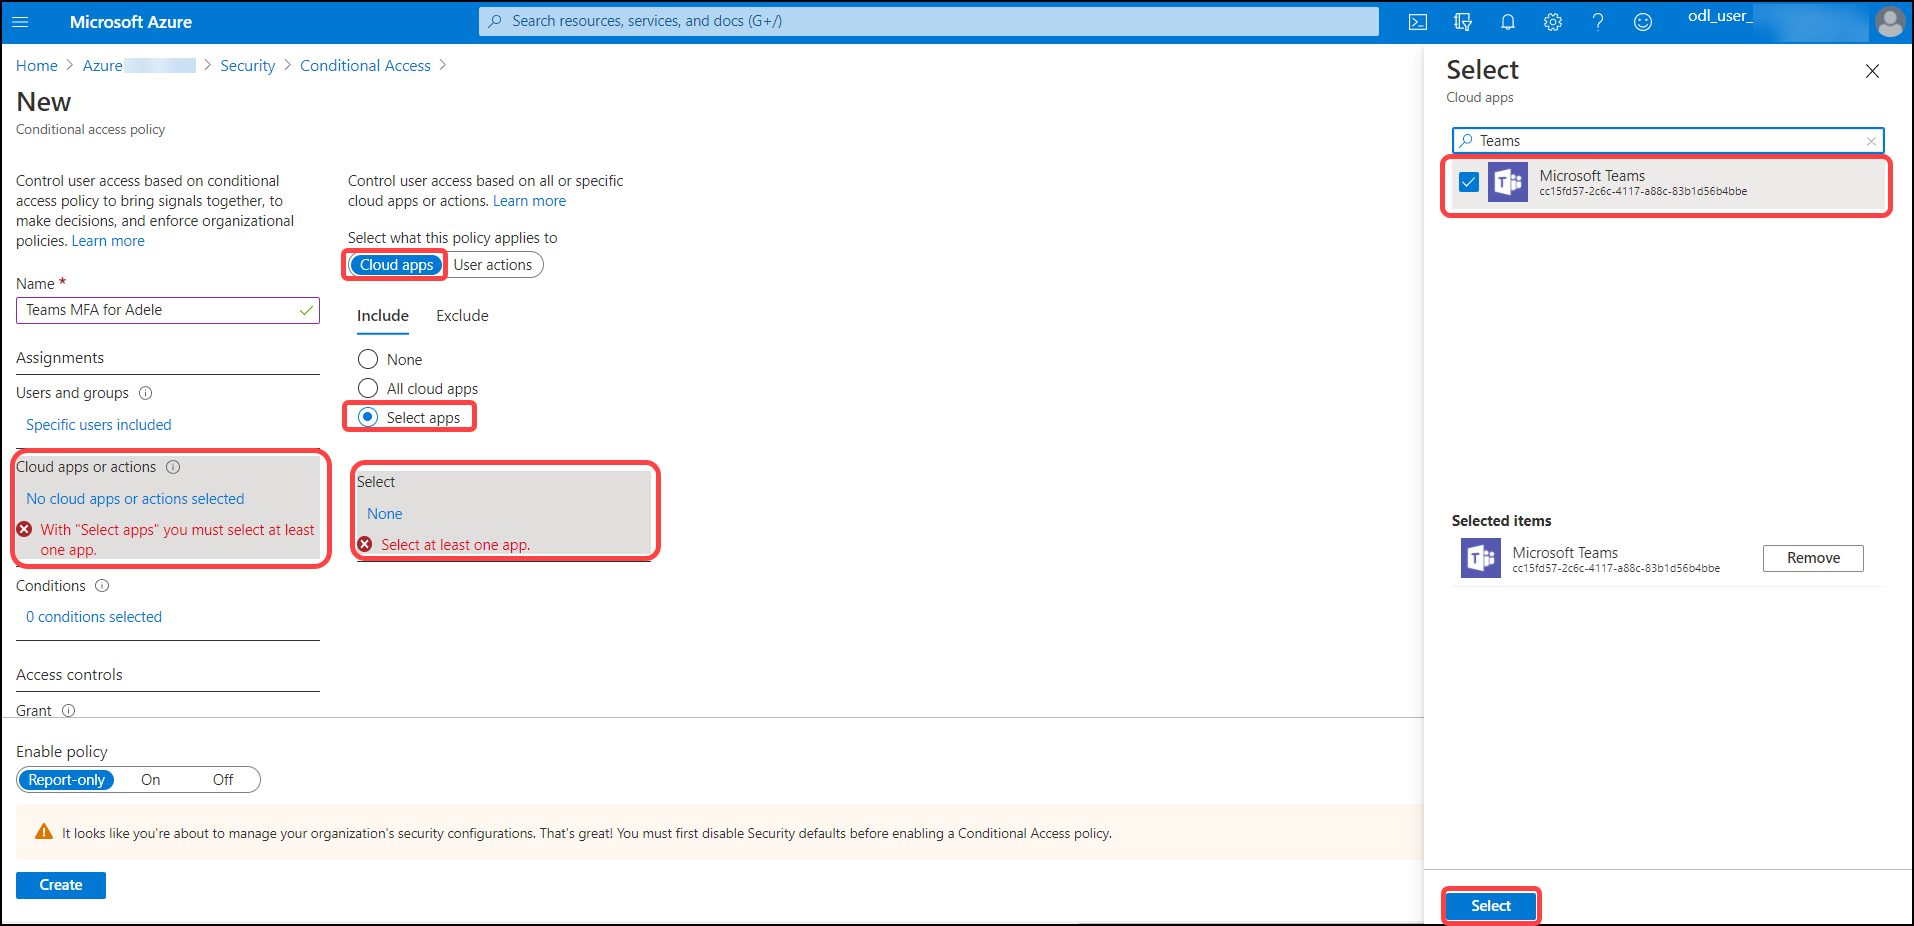 Microsoft Azure
Search resources, services, and docs (G+/)
odl_user_
Home > Azure > Security > Conditional Access >
New
Conditional access policy
Control user access based on conditional
access policy to bring signals together, to
make decisions, and enforce organizational
policies. Learn more
Name *
Teams MFA for Adele
Assignments
Users and groups
Specific users included
Cloud apps or actions
No cloud apps or actions selected
With "Select apps" you must select at least
one app.
Conditions
0 conditions selected
Access controls
Grant
Control user access based on all or specific
cloud apps or actions. Learn more
Select what this policy applies to
Cloud apps User actions
Include Exclude
None
All cloud apps
Select apps
Select
None
Select at least one app.
Enable policy
Report-only On Off
It looks like you're about to manage your organization's security configurations. That's great! You must first disable Security defaults before enabling a Conditional Access policy.
Create
Select
Cloud apps
Teams
Microsoft Teams
cc15fd57-2c6c-4117-a88c-83b1d56b4bbe
Selected items
Microsoft Teams
cc15fd57-2c6c-4117-a88c-83b1d56b4bbe
Remove
Select